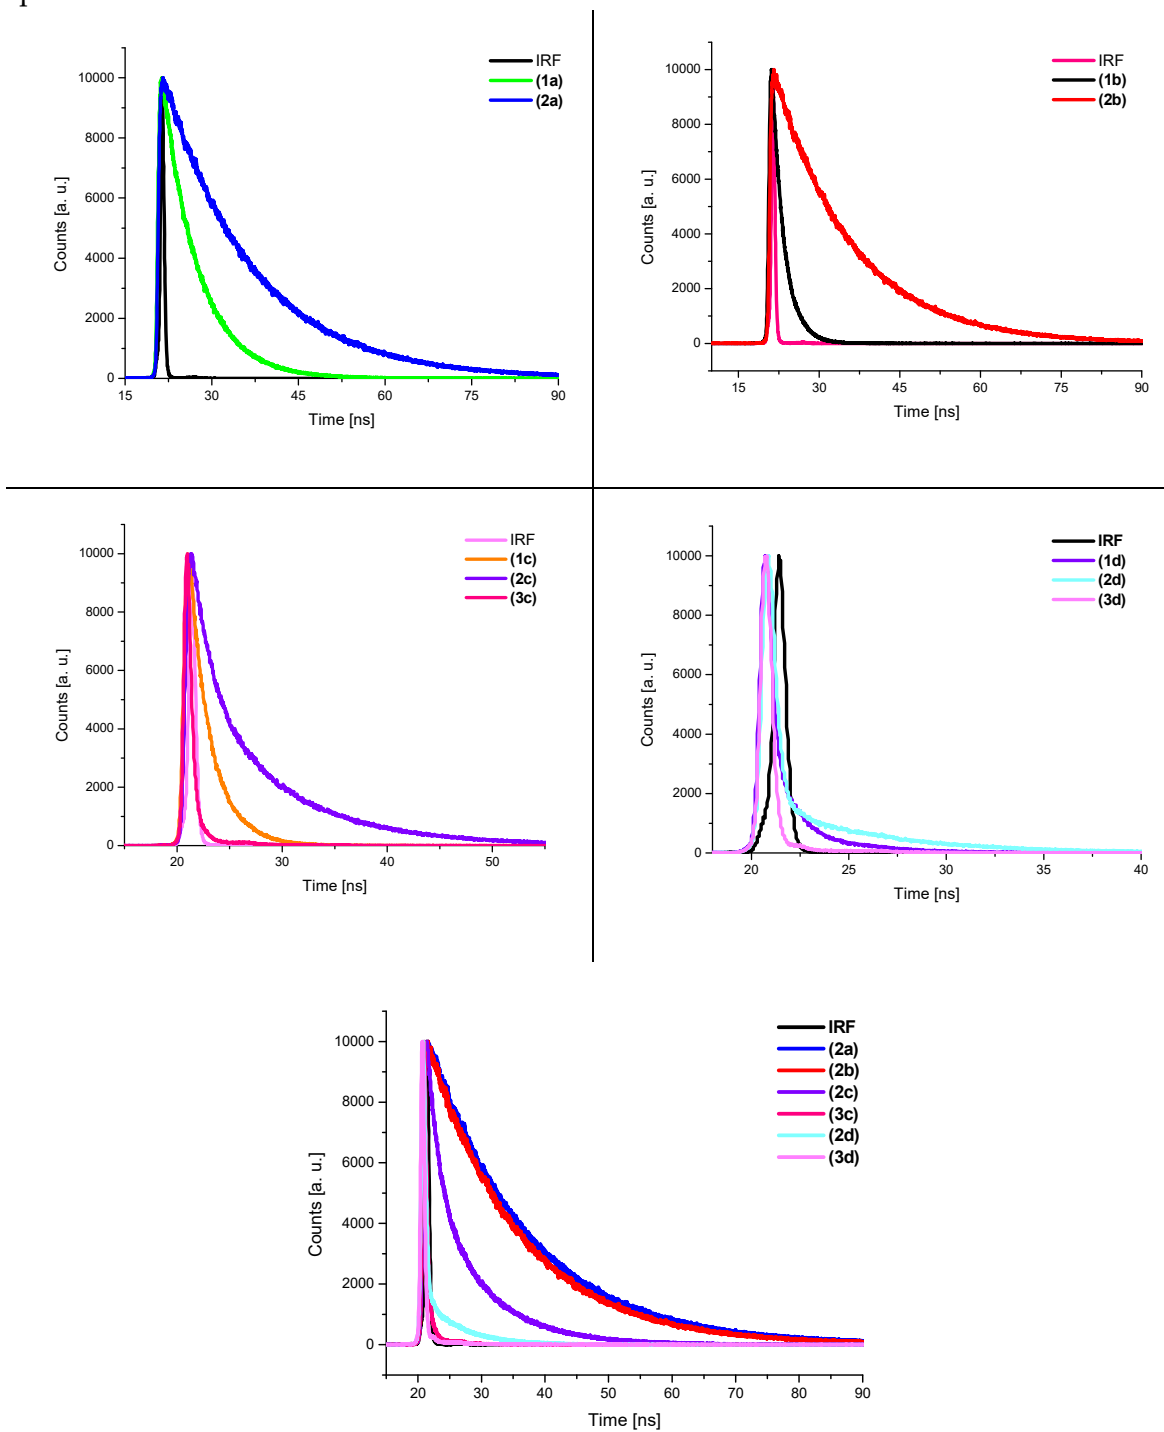 IRF
(1a)
(2a)
10000
8000
6000
4000
2000
0
Counts [a. u.]
15 30 45 60 75 90
Time [ns]
IRF
(1b)
(2b)
10000
8000
6000
4000
2000
0
Counts [a. u.]
15 30 45 60 75 90
Time [ns]
IRF
(1c)
(2c)
(3c)
10000
8000
6000
4000
2000
0
Counts [a. u.]
20 30 40 50
Time [ns]
IRF
(1d)
(2d)
(3d)
10000
8000
6000
4000
2000
0
Counts [a. u.]
20 25 30 35 40
Time [ns]
IRF
(2a)
(2b)
(2c)
(3c)
(2d)
(3d)
10000
8000
6000
4000
2000
0
Counts [a. u.]
20 30 40 50 60 70 80 90
Time [ns]